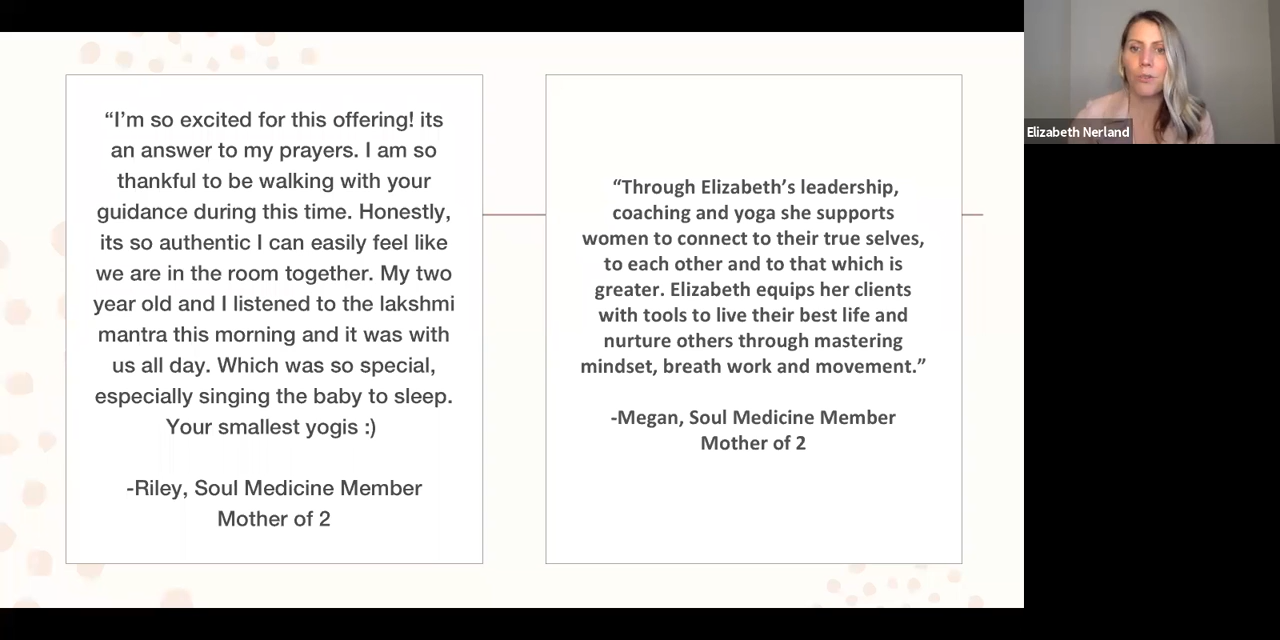 “I’m so excited for this offering! its
an answer to my prayers. I am so
thankful to be walking with your
guidance during this time. Honestly,
its so authentic I can easily feel like
we are in the room together. My two
year old and I listened to the lakshmi
mantra this morning and it was with
us all day. Which was so special,
especially singing the baby to sleep.
Your smallest yogis :)
-Riley, Soul Medicine Member
Mother of 2
“Through Elizabeth’s leadership,
coaching and yoga she supports
women to connect to their true selves,
to each other and to that which is
greater. Elizabeth equips her clients
with tools to live their best life and
nurture others through mastering
mindset, breath work and movement.”
-Megan, Soul Medicine Member
Mother of 2
Elizabeth Nerland